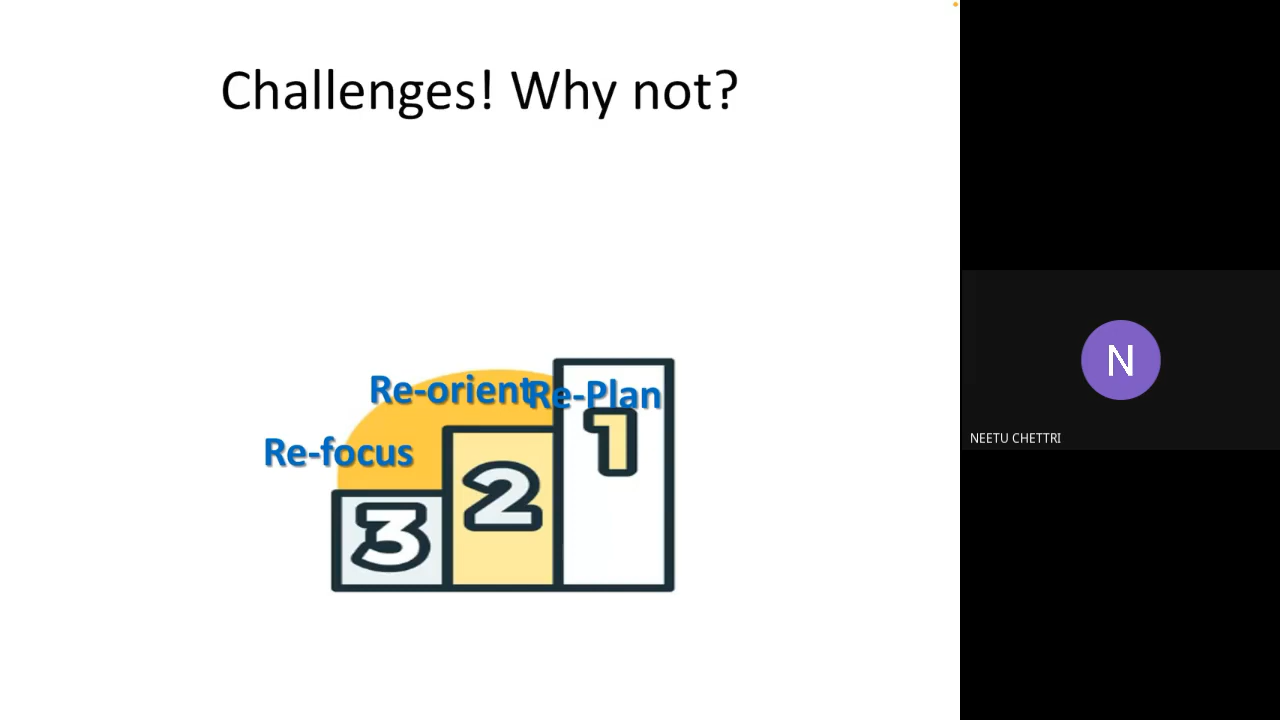 Challenges! Why not?
Re-orient
Re-Plan
Re-focus
1
2
3
N
NEETU CHETTRI